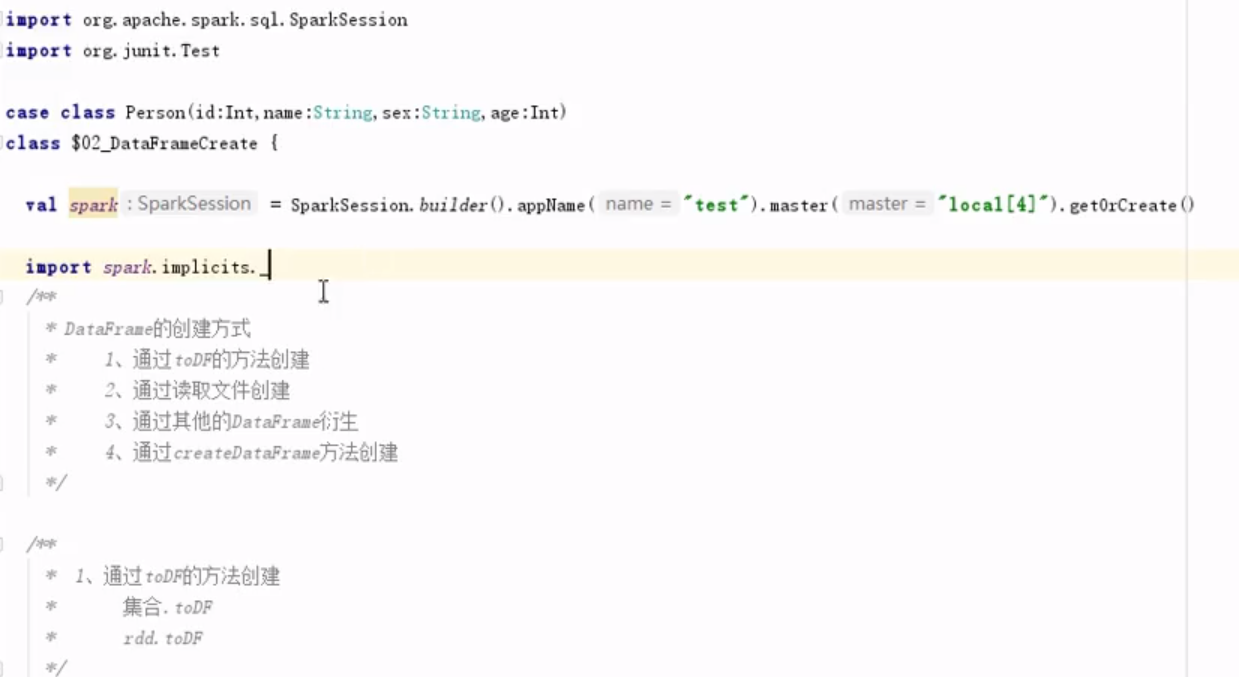 import org.apache.spark.sql.SparkSession
import org.junit.Test
case class Person(id:Int,name:String,sex:String,age:Int)
class $02_DataFrameCreate {
val spark : SparkSession = SparkSession.builder().appName( name = "test").master( master = "local[4]").getOrCreate()
import spark.implicits._
/**
* DataFrame的创建方式
* 1、通过toDF的方法创建
* 2、通过读取文件创建
* 3、通过其他的DataFrame衍生
* 4、通过createDataFrame方法创建
*/
/**
* 1、通过toDF的方法创建
* 集合.toDF
* rdd.toDF
*/